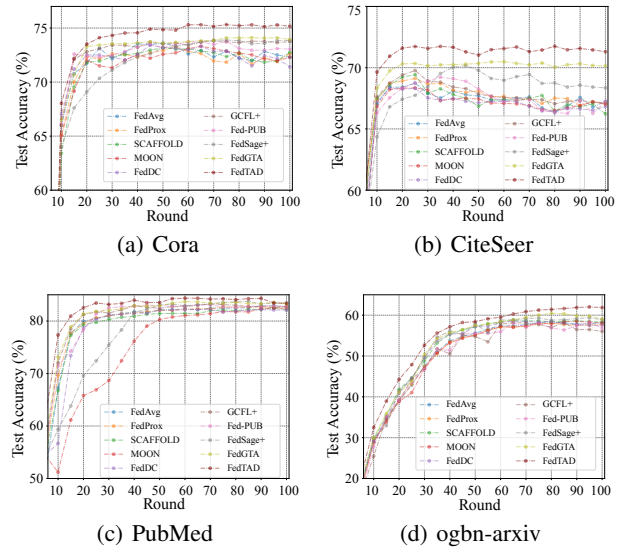 75
72
65
60
Test Accuracy (%)
10 20 30 40 50 60 70 80 90 100
Round
FedAvg
FedProx
SCAFFOLD
MOON
FedDC
GCFL+
Fed-PUB
FedSage+
FedGTA
FedTAD
(a) Cora
75
70
65
60
Test Accuracy (%)
10 20 30 40 50 60 70 80 90 100
Round
FedAvg
FedProx
SCAFFOLD
MOON
FedDC
GCFL+
Fed-PUB
FedSage+
FedGTA
FedTAD
(b) CiteSeer
80
70
60
50
Test Accuracy (%)
10 20 30 40 50 60 70 80 90 100
Round
FedAvg
FedProx
SCAFFOLD
MOON
FedDC
GCFL+
Fed-PUB
FedSage+
FedGTA
FedTAD
(c) PubMed
60
50
40
30
20
Test Accuracy (%)
10 20 30 40 50 60 70 80 90 100
Round
FedAvg
FedProx
SCAFFOLD
MOON
FedDC
GCFL+
Fed-PUB
FedSage+
FedGTA
FedTAD
(d) ogbn-arxiv